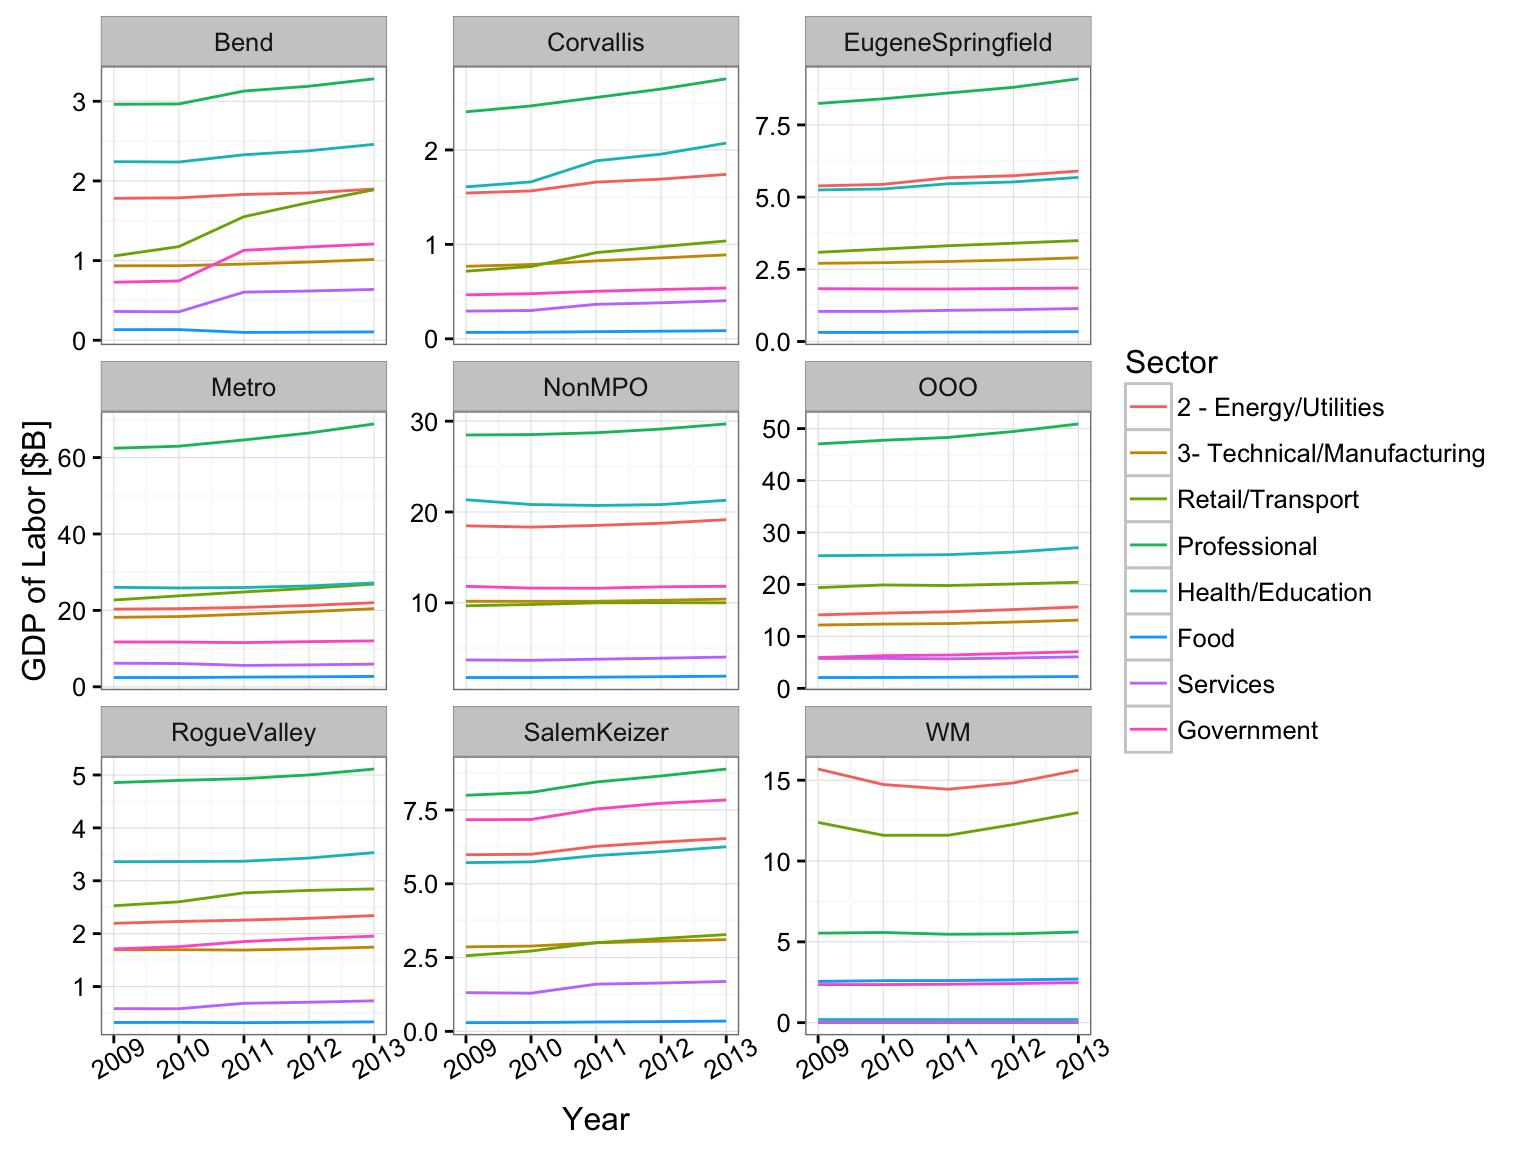 Bend
Corvallis
EugeneSpringfield
3
2
1
0
2
1
0
7.5
5.0
2.5
0.0
Metro
NonMPO
OOO
60
40
20
0
30
20
10
50
40
30
20
10
0
RogueValley
SalemKeizer
WM
5
4
3
2
1
7.5
5.0
2.5
0.0
15
10
5
0
2009 2010 2011 2012 2013
2009 2010 2011 2012 2013
2009 2010 2011 2012 2013
Year
GDP of Labor [$B]
Sector
2 - Energy/Utilities
3- Technical/Manufacturing
Retail/Transport
Professional
Health/Education
Food
Services
Government